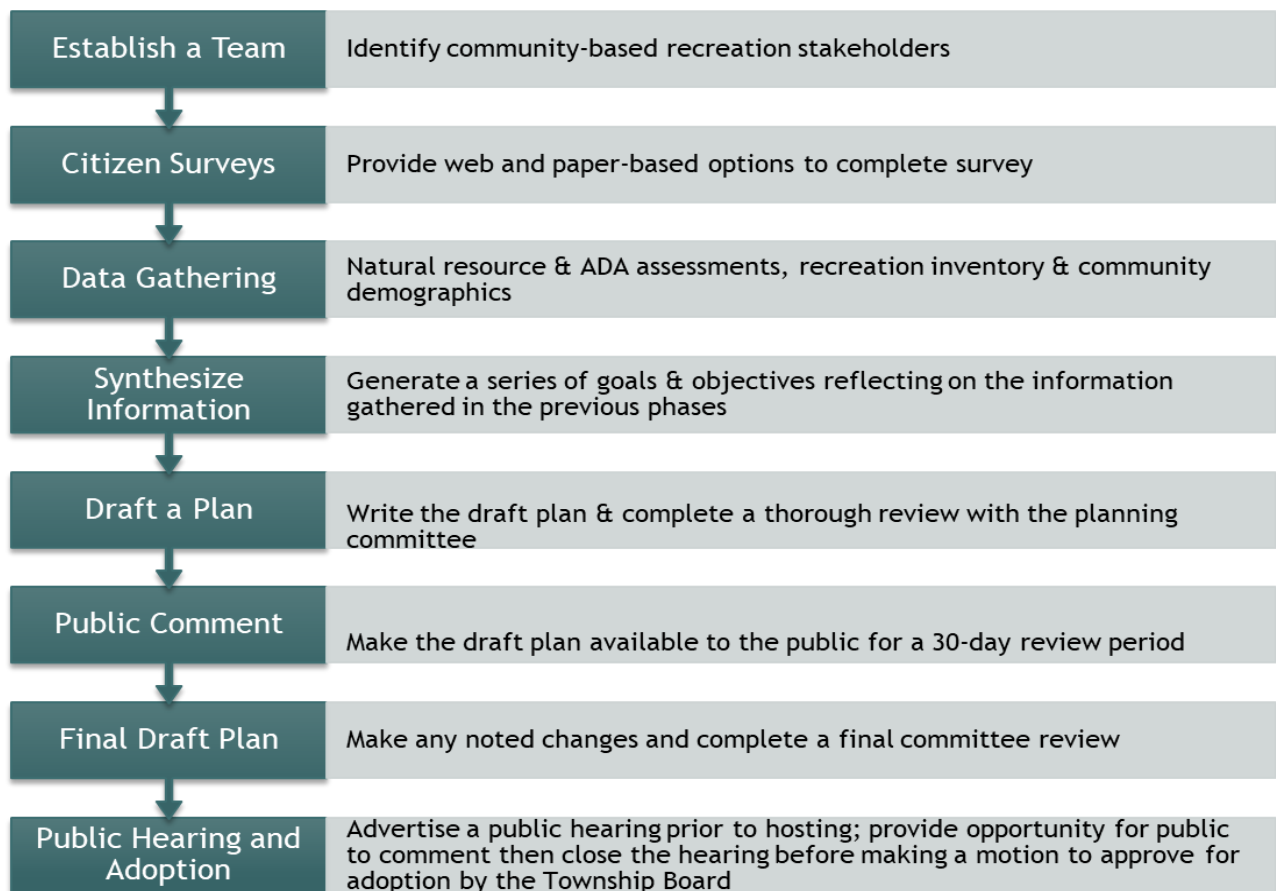 Establish a Team
Identify community-based recreation stakeholders
Citizen Surveys
Provide web and paper-based options to complete survey
Data Gathering
Natural resource & ADA assessments, recreation inventory & community
demographics
Synthesize
Information
Generate a series of goals & objectives reflecting on the information
gathered in the previous phases
Draft a Plan
Write the draft plan & complete a thorough review with the planning
committee
Public Comment
Make the draft plan available to the public for a 30-day review period
Final Draft Plan
Make any noted changes and complete a final committee review
Public Hearing and
Adoption
Advertise a public hearing prior to hosting; provide opportunity for public
to comment then close the hearing before making a motion to approve for
adoption by the Township Board